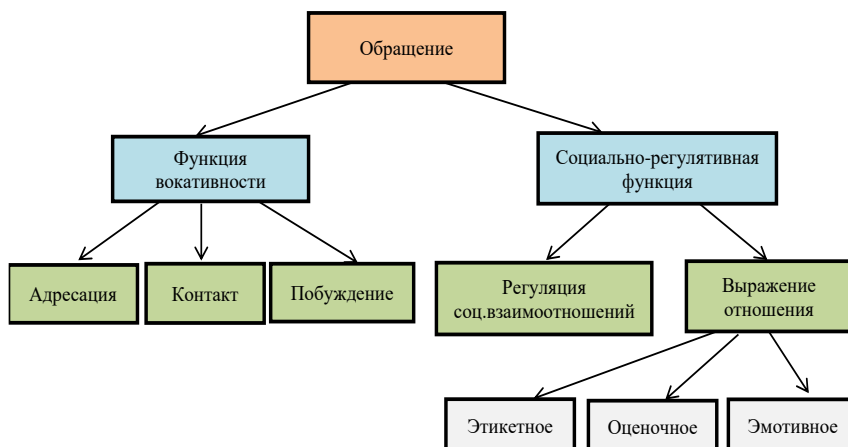 Обращение
Функция
вокативности
Социально-регулятивная
функция
Адресация
Контакт
Побуждение
Регуляция
соц.взаимоотношений
Выражение
отношения
Этикетное
Оценочное
Эмотивное